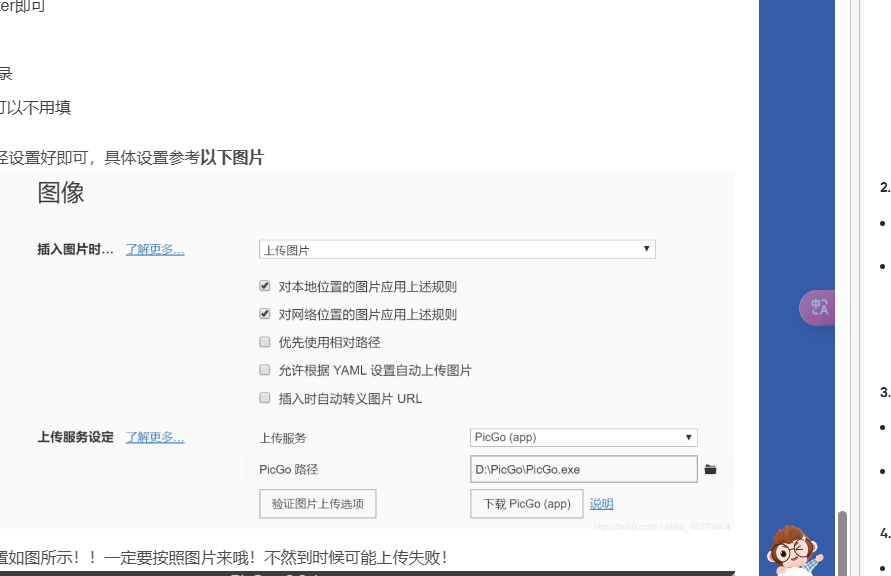 ter即可
录
可以不用填
径设置好即可，具体设置参考以下图片
图像
插入图片时... 了解更多... 上传图片
对本地位置的图片应用上述规则
对网络位置的图片应用上述规则
优先使用相对路径
允许根据 YAML 设置自动上传图片
插入时自动转义图片 URL
上传服务设定 了解更多... 上传服务 PicGo (app)
PicGo 路径 D:\PicGo\PicGo.exe
验证图片上传选项 下载 PicGo (app) 说明
置如图所示！！一定要按照图片来哦！不然到时候可能上传失败！
中
A
2.
3.
4.